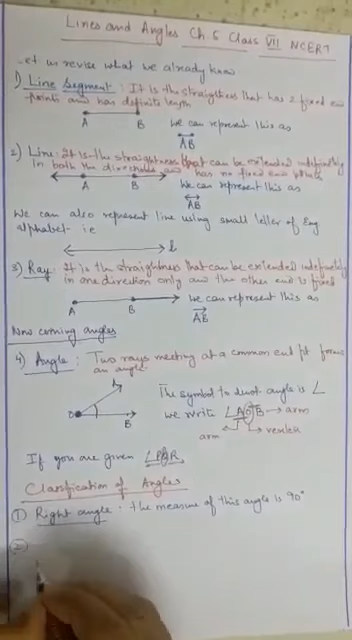 Lines and Angles Ch 5 Class VII NCERT
Let us revise what we already know
1) Line Segment : It is the straightness that has 2 fixed end
points and has definite length
A B We can represent this as
AB
2) Line: It is the straightness that can be extended indefinitely
in both the directions and has no fixed end points
A B We can represent this as
AB
We can also represent line using small letter of Eng
alphabet i.e
l
3) Ray: It is the straightness that can be extended indefinitely
in one direction only and the other end is fixed
A B We can represent this as
AB
Now coming angles
4) Angle : Two rays meeting at a common end pt forms
an angle.
A The symbol to denot angle is ∠
O B we write ∠AOB → arm
arm vertex
If you are given ∠PQR
Classification of Angles
① Right angle : the measure of this angle is 90°
②